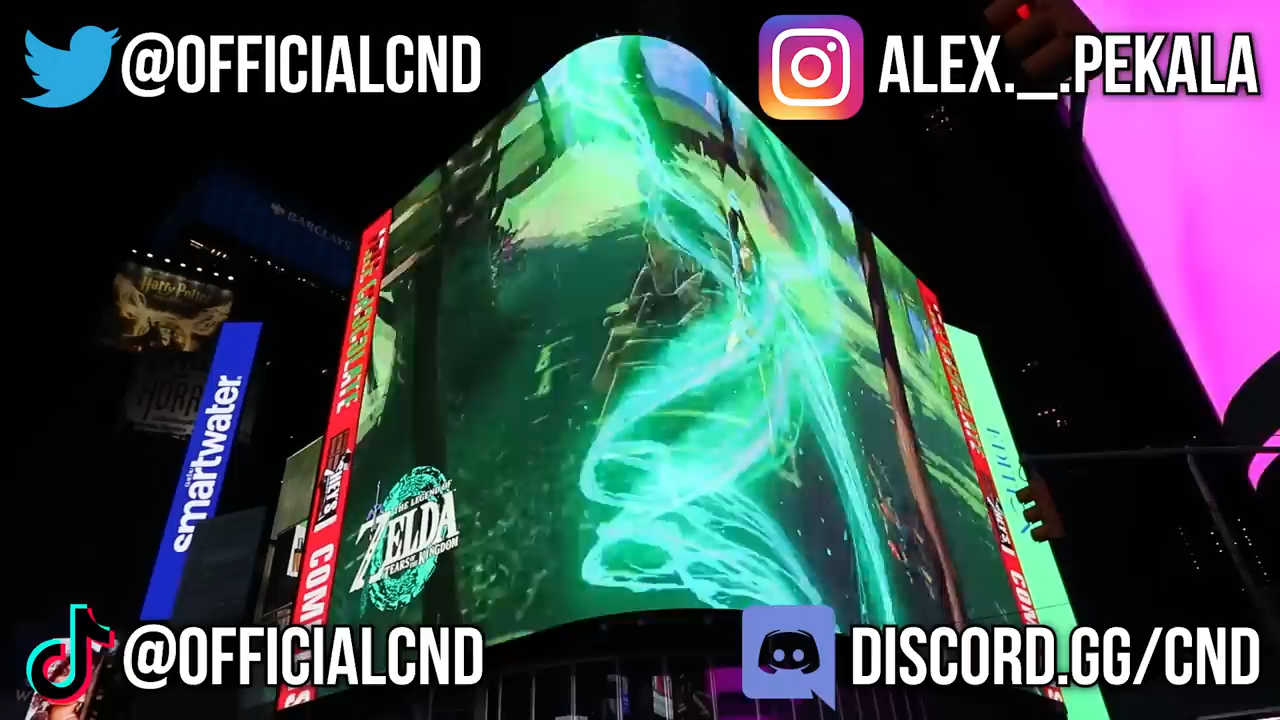 @OFFICIALCND
ALEX._.PEKALA
BARCLAYS
Harry Potter
smartwater.
THE LEGEND OF
ZELDA
TEARS OF THE KINGDOM
@OFFICIALCND
DISCORD.GG/CND